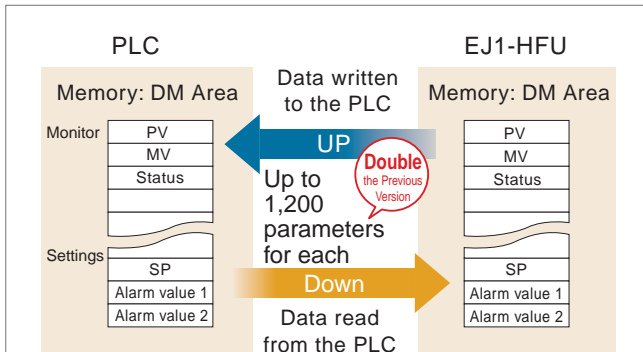 PLC
EJ1-HFU
Memory: DM Area
Data written
to the PLC
Memory: DM Area
Monitor
PV
MV
Status
UP
Double
the Previous
Version
Up to
1,200
parameters
for each
PV
MV
Status
Settings
SP
Alarm value 1
Alarm value 2
Down
SP
Alarm value 1
Alarm value 2
Data read
from the PLC